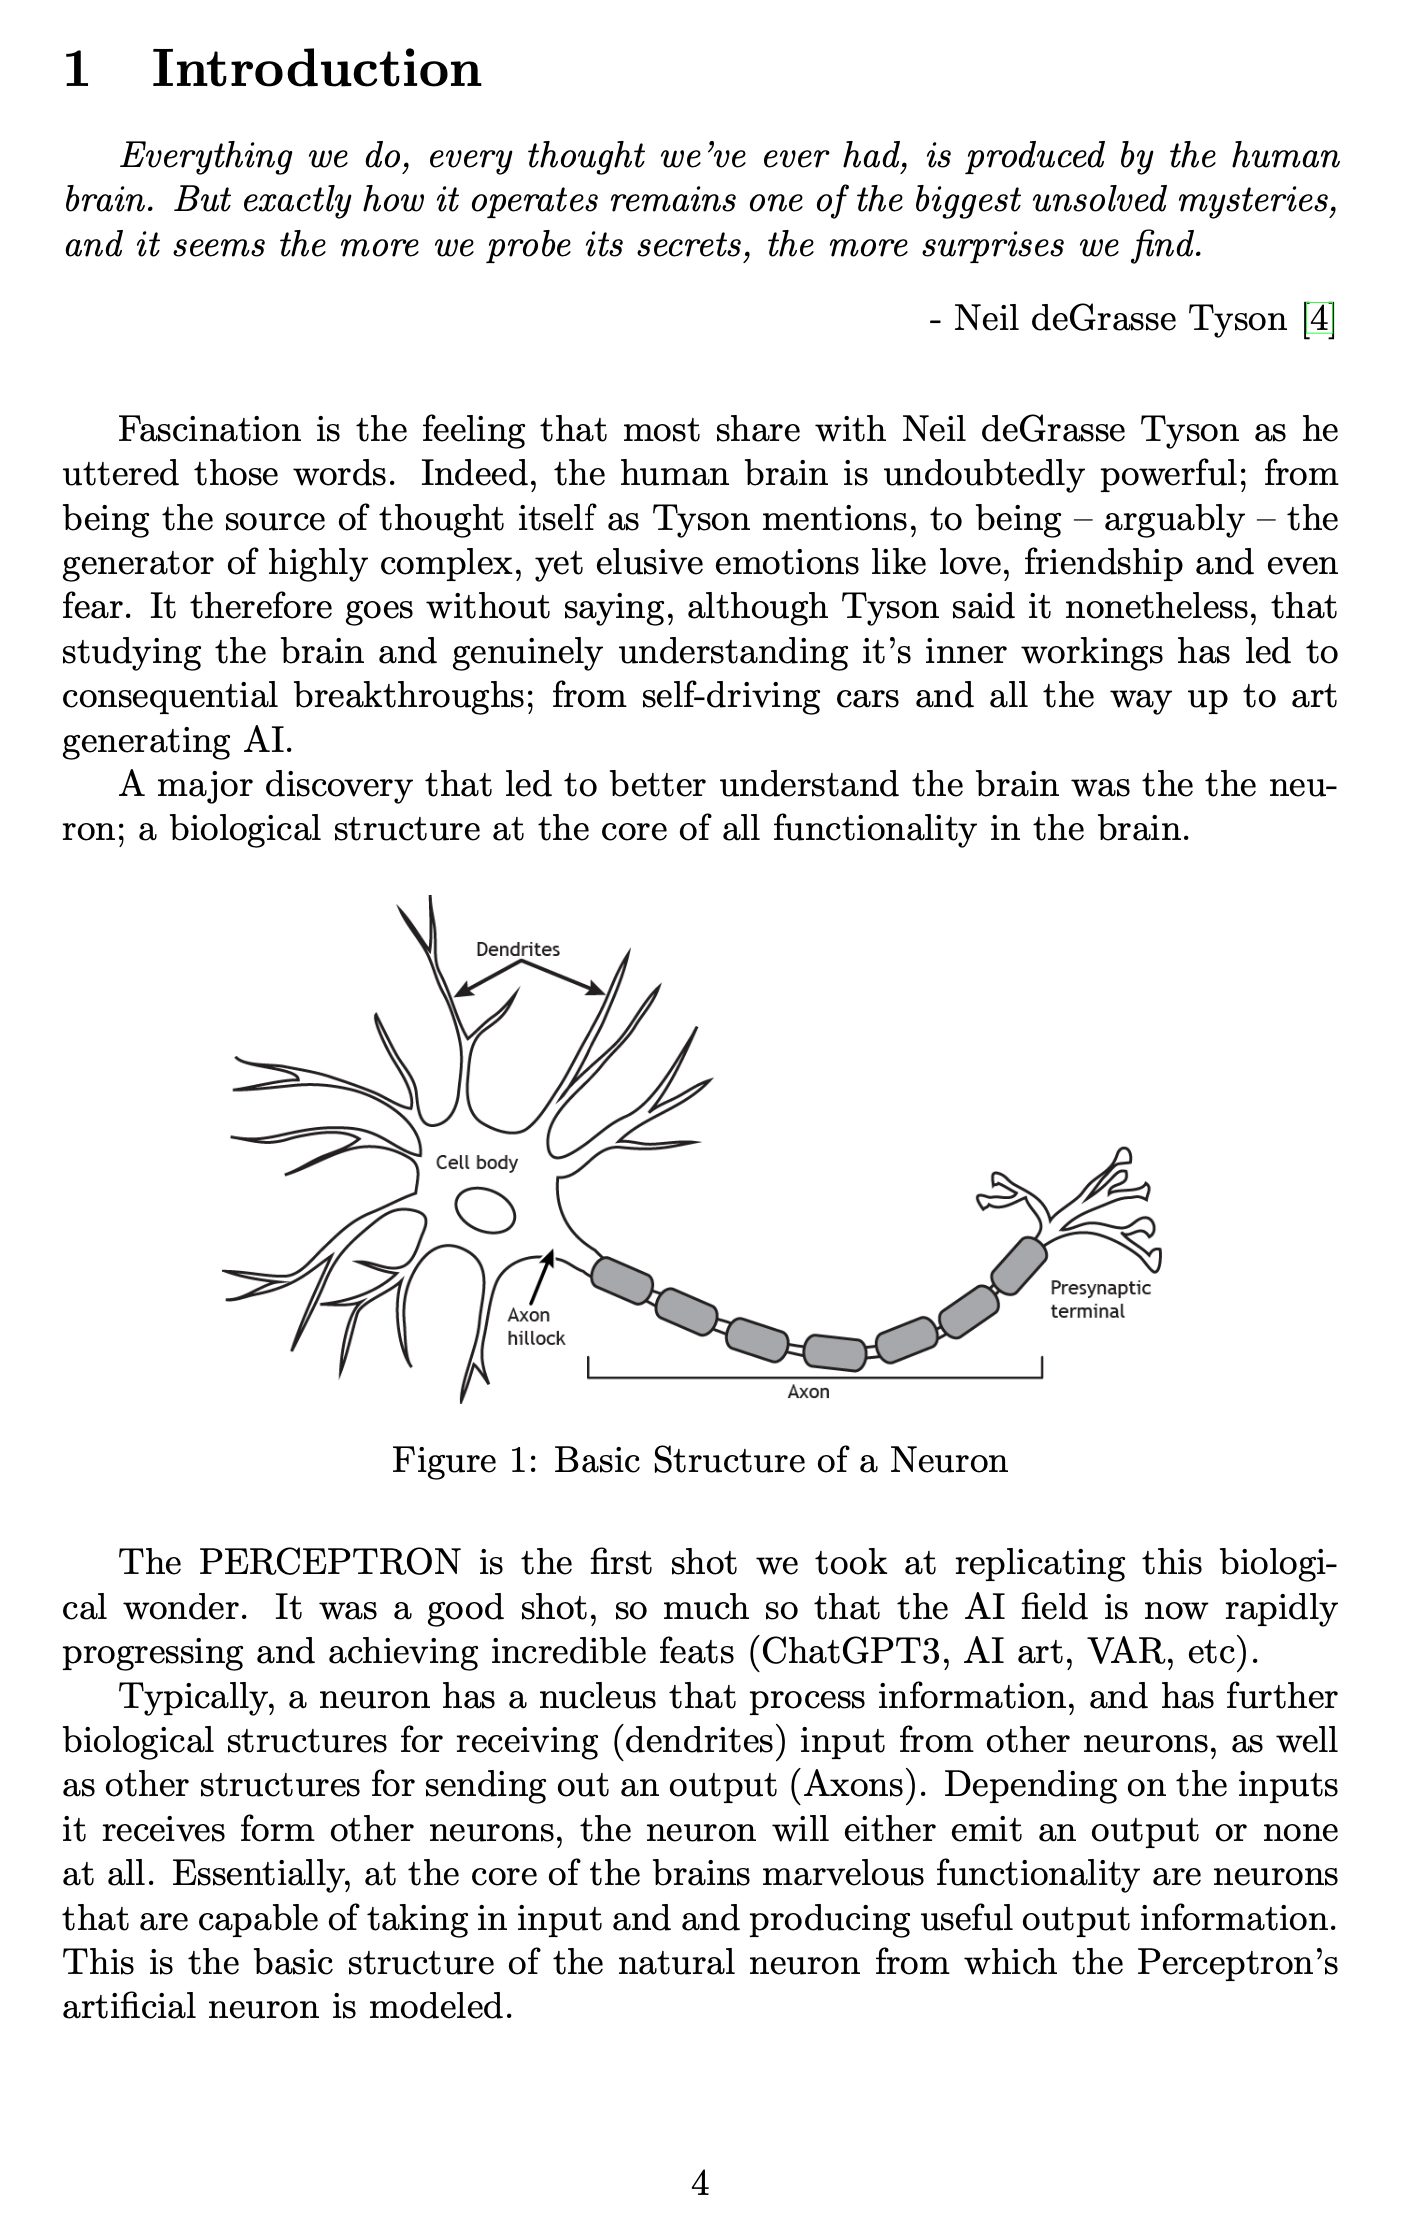 1 Introduction
Everything we do, every thought we've ever had, is produced by the human
brain. But exactly how it operates remains one of the biggest unsolved mysteries,
and it seems the more we probe its secrets, the more surprises we find.
- Neil deGrasse Tyson [4]
Fascination is the feeling that most share with Neil deGrasse Tyson as he
uttered those words. Indeed, the human brain is undoubtedly powerful; from
being the source of thought itself as Tyson mentions, to being – arguably – the
generator of highly complex, yet elusive emotions like love, friendship and even
fear. It therefore goes without saying, although Tyson said it nonetheless, that
studying the brain and genuinely understanding it's inner workings has led to
consequential breakthroughs; from self-driving cars and all the way up to art
generating AI.
A major discovery that led to better understand the brain was the the neu-
ron; a biological structure at the core of all functionality in the brain.
Dendrites
Cell body
Axon
hillock
Presynaptic
terminal
Axon
Figure 1: Basic Structure of a Neuron
The PERCEPTRON is the first shot we took at replicating this biologi-
cal wonder. It was a good shot, so much so that the AI field is now rapidly
progressing and achieving incredible feats (ChatGPT3, AI art, VAR, etc).
Typically, a neuron has a nucleus that process information, and has further
biological structures for receiving (dendrites) input from other neurons, as well
as other structures for sending out an output (Axons). Depending on the inputs
it receives form other neurons, the neuron will either emit an output or none
at all. Essentially, at the core of the brains marvelous functionality are neurons
that are capable of taking in input and and producing useful output information.
This is the basic structure of the natural neuron from which the Perceptron's
artificial neuron is modeled.
4